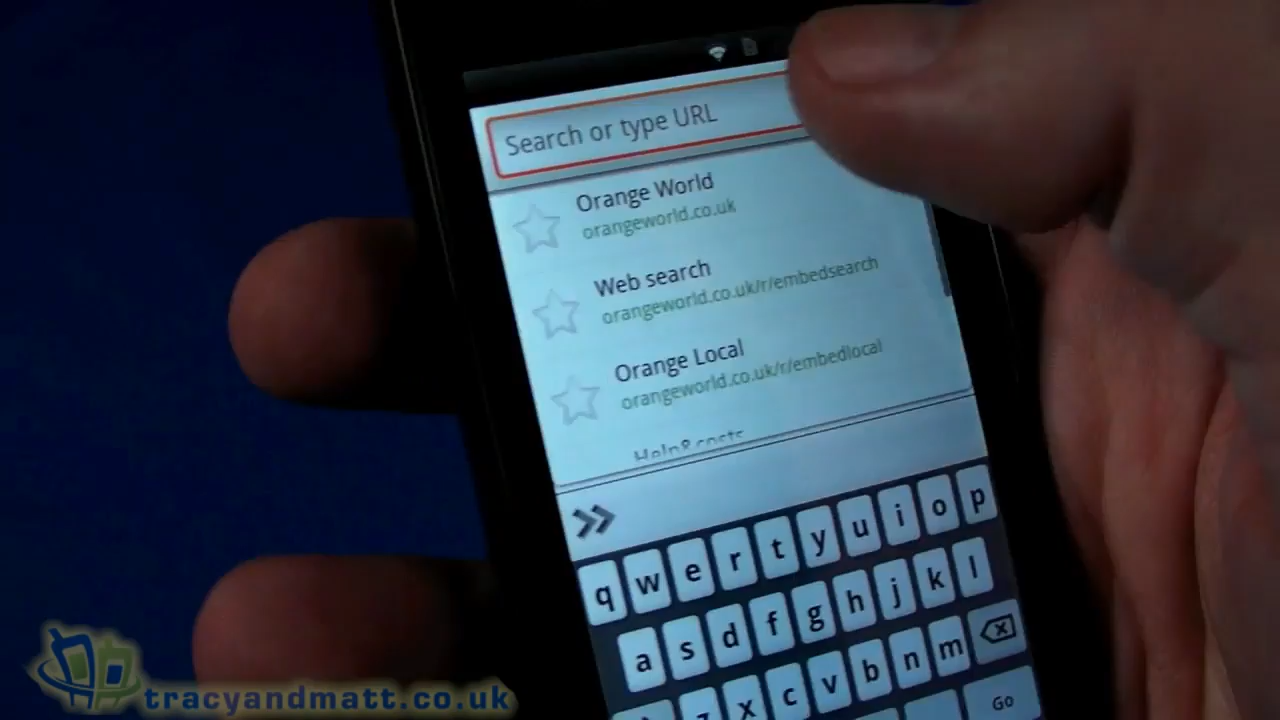 Search or type URL
Orange World
orangeworld.co.uk
Web search
orangeworld.co.uk/r/embedsearch
Orange Local
orangeworld.co.uk/r/embedlocal
Help&costs
q w e r t y u i o p
a s d f g h j k l
z x c v b n m
Go
tracyandmatt.co.uk